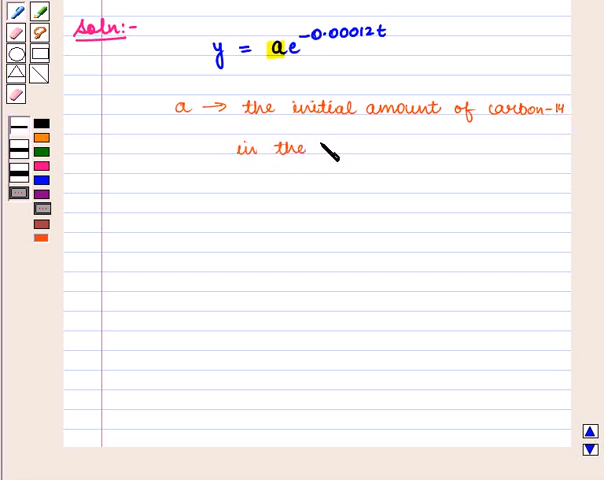 Soln:-
y = ae^{-0.00012t}
a → the initial amount of carbon-14
in the